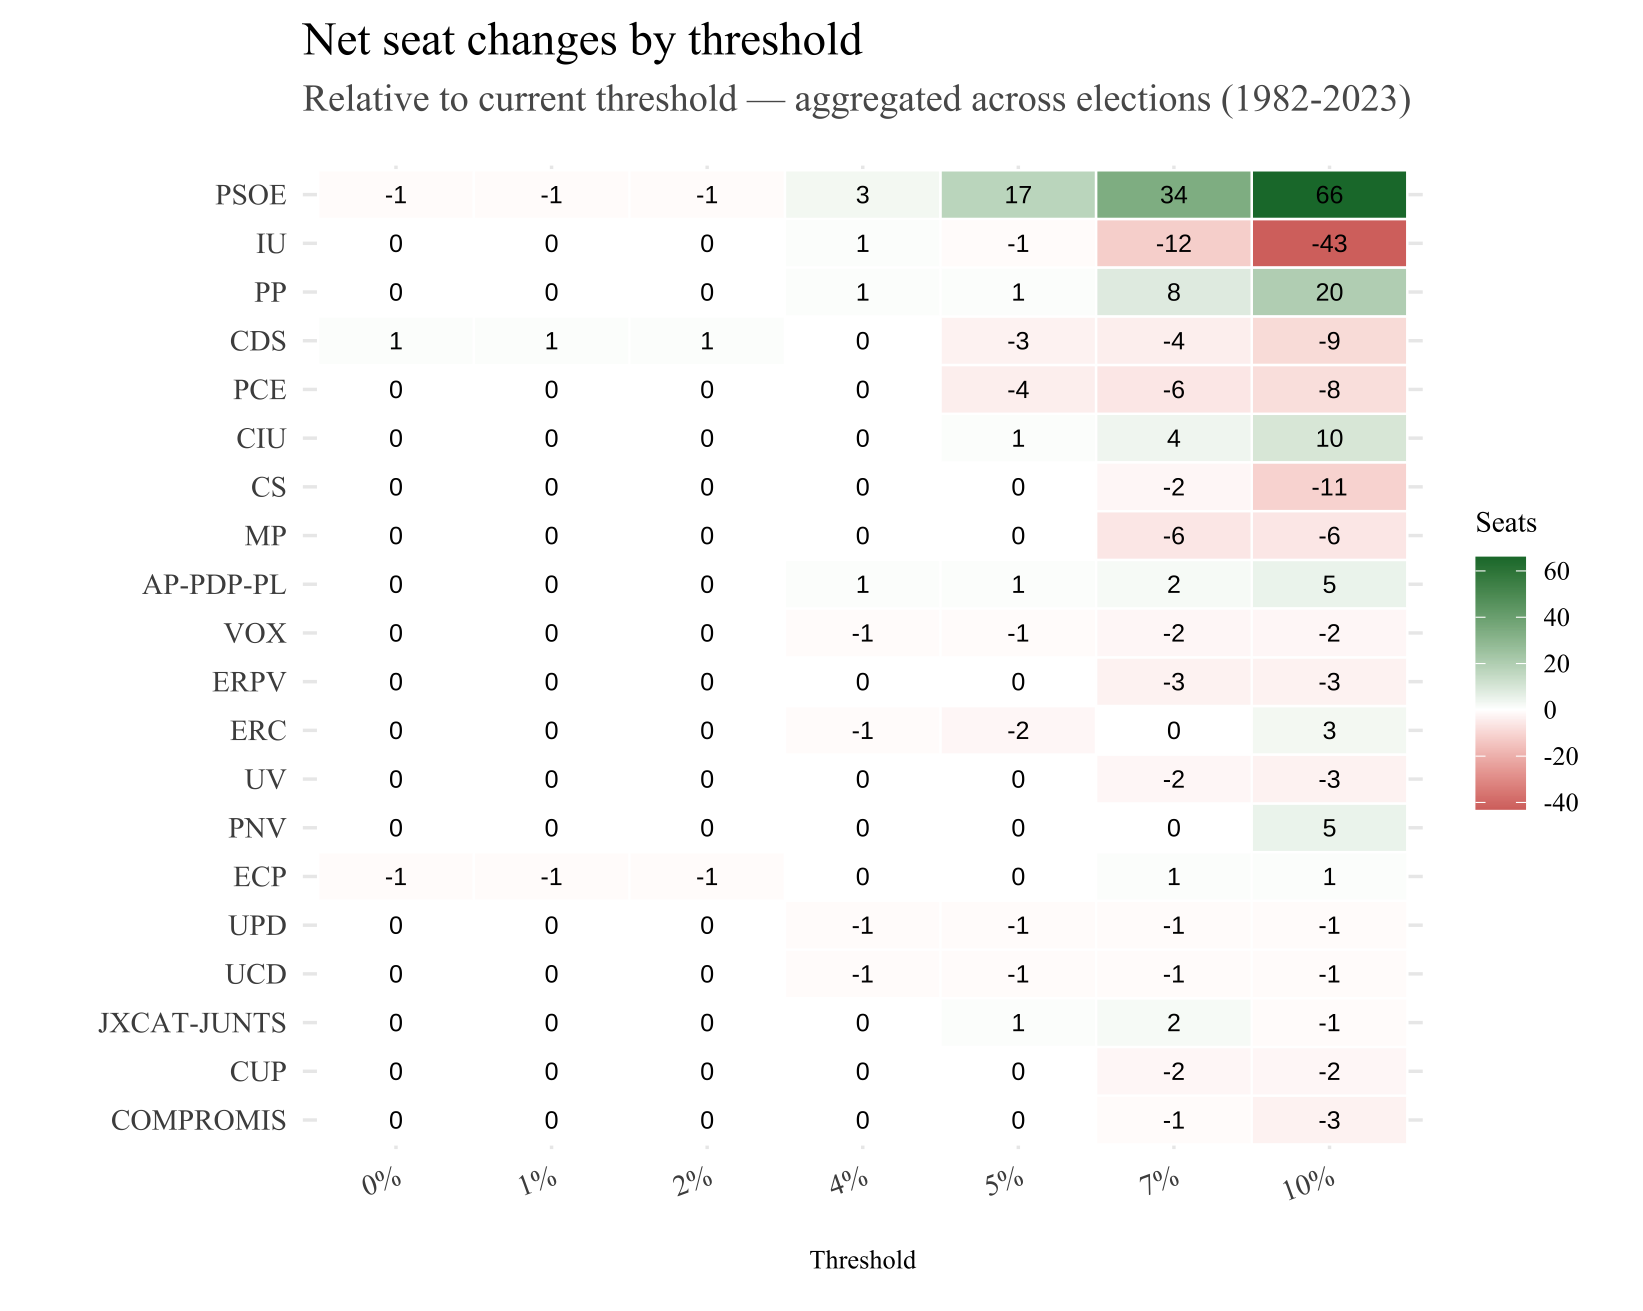 Net seat changes by threshold
Relative to current threshold — aggregated across elections (1982-2023)
PSOE -1 -1 -1 3 17 34 66
IU 0 0 0 1 -1 -12 -43
PP 0 0 0 1 1 8 20
CDS 1 1 1 0 -3 -4 -9
PCE 0 0 0 0 -4 -6 -8
CIU 0 0 0 0 1 4 10
CS 0 0 0 0 0 -2 -11
MP 0 0 0 0 0 -6 -6
AP-PDP-PL 0 0 0 1 1 2 5
VOX 0 0 0 -1 -1 -2 -2
ERPV 0 0 0 0 0 -3 -3
ERC 0 0 0 -1 -2 0 3
UV 0 0 0 0 0 -2 -3
PNV 0 0 0 0 0 0 5
ECP -1 -1 -1 0 0 1 1
UPD 0 0 0 -1 -1 -1 -1
UCD 0 0 0 -1 -1 -1 -1
JXCAT-JUNTS 0 0 0 0 1 2 -1
CUP 0 0 0 0 0 -2 -2
COMPROMIS 0 0 0 0 0 -1 -3
0% 1% 2% 4% 5% 7% 10%
Threshold
Seats
60
40
20
0
-20
-40